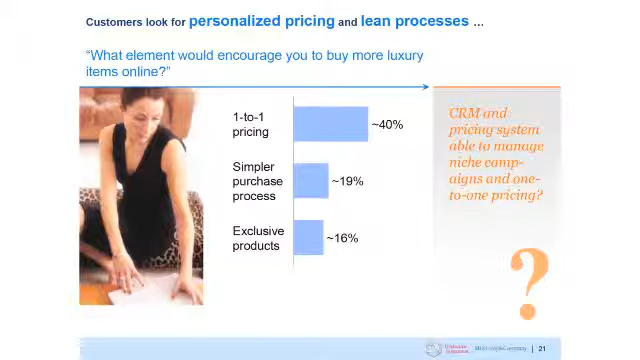 Customers look for personalized pricing and lean processes ...
“What element would encourage you to buy more luxury
items online?”
1-to-1
pricing
~40%
Simpler
purchase
process
~19%
Exclusive
products
~16%
CRM and
pricing system
able to manage
niche camp-
aigns and one-
to-one pricing?
?
21